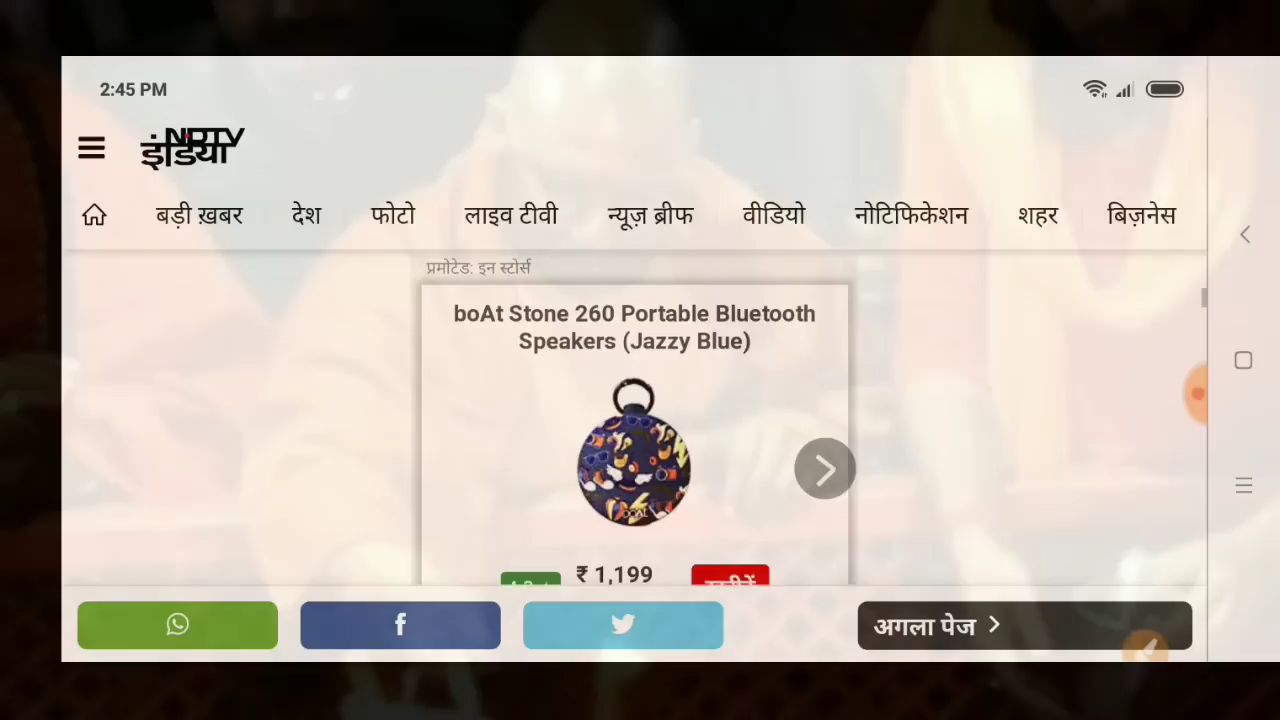 2:45 PM
NDTV
इंडिया
बड़ी ख़बर देश फोटो लाइव टीवी न्यूज़ ब्रीफ वीडियो नोटिफिकेशन शहर बिज़नेस
प्रमोटेड: इन स्टोर्स
boAt Stone 260 Portable Bluetooth
Speakers (Jazzy Blue)
₹ 1,199
अगला पेज